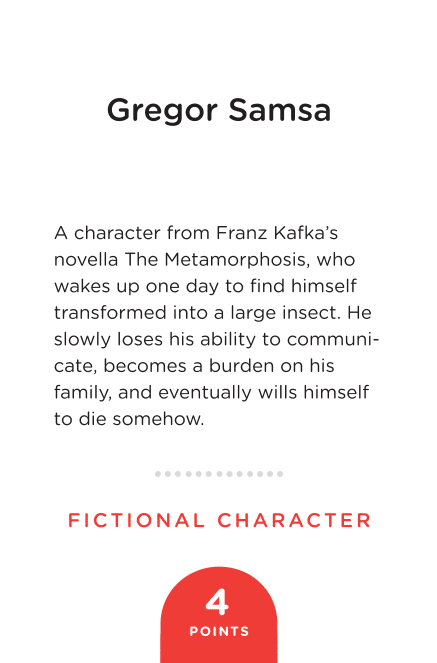 Gregor Samsa
A character from Franz Kafka’s
novella The Metamorphosis, who
wakes up one day to find himself
transformed into a large insect. He
slowly loses his ability to communi-
cate, becomes a burden on his
family, and eventually wills himself
to die somehow.
FICTIONAL CHARACTER
4
POINTS